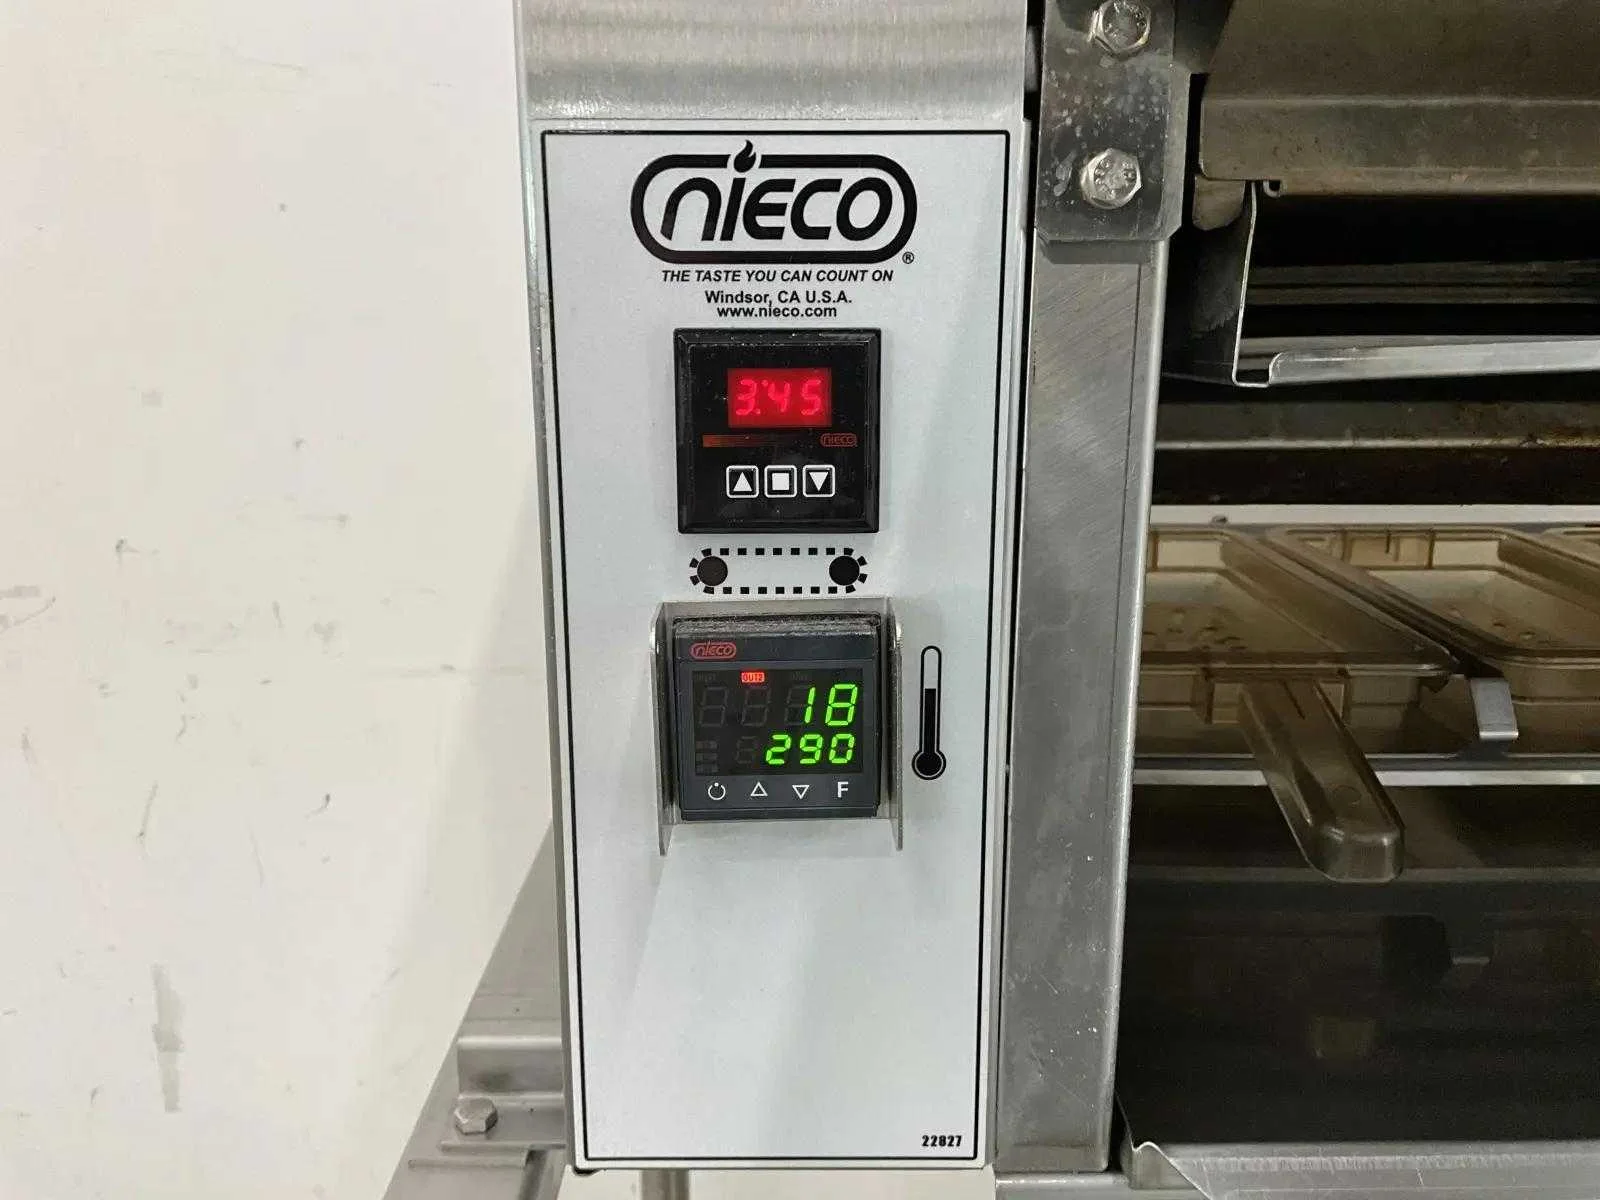 nieco
®
THE TASTE YOU CAN COUNT ON
Windsor, CA U.S.A.
www.nieco.com
3:45
nieco
nieco
OUT2
18
290
F
22827